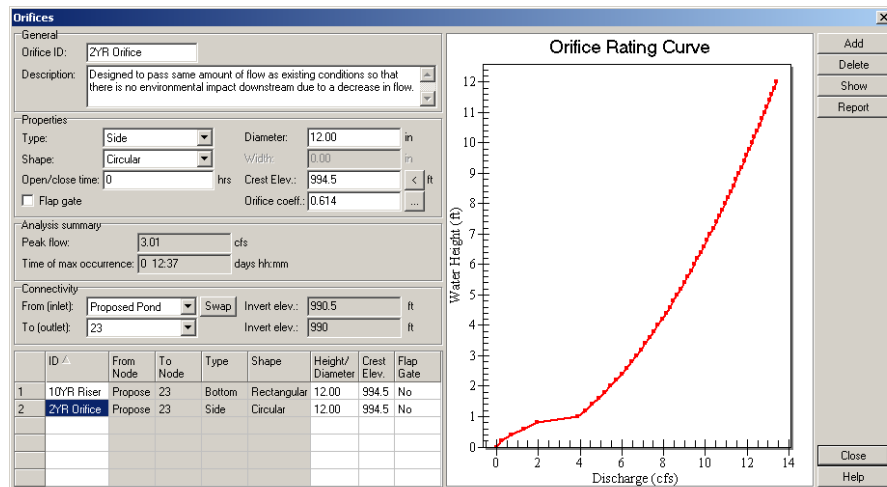 Orifices
General
Orifice ID: 2YR Orifice
Description: Designed to pass same amount of flow as existing conditions so that
there is no environmental impact downstream due to a decrease in flow.
Properties
Type: Side Diameter: 12.00 in
Shape: Circular Width: 0.00 in
Open/close time: 0 hrs Crest Elev.: 994.5 < ft
Flap gate Orifice coeff.: 0.614 ...
Analysis summary
Peak flow: 3.01 cfs
Time of max occurrence: 0 12:37 days hh:mm
Connectivity
From (inlet): Proposed Pond Swap Invert elev.: 990.5 ft
To (outlet): 23 Invert elev.: 990 ft
ID From Node To Node Type Shape Height/ Diameter Crest Elev. Flap Gate
1 10YR Riser Propose 23 Bottom Rectangular 12.00 994.5 No
2 2YR Orifice Propose 23 Side Circular 12.00 994.5 No
Orifice Rating Curve
Water Height (ft)
12
11
10
9
8
7
6
5
4
3
2
1
0
0 2 4 6 8 10 12 14
Discharge (cfs)
Add
Delete
Show
Report
Close
Help